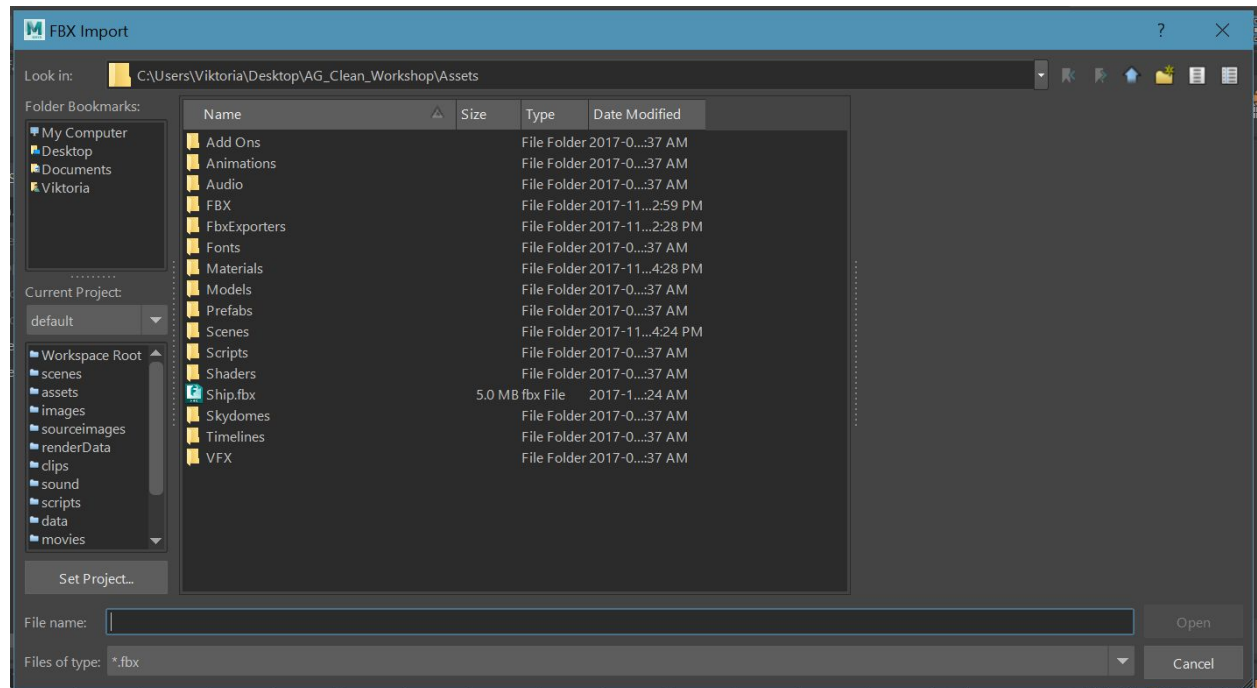 FBX Import ?
Look in: C:\Users\Viktoria\Desktop\AG_Clean_Workshop\Assets
Folder Bookmarks:
My Computer
Desktop
Documents
Viktoria
Current Project:
default
Workspace Root
scenes
assets
images
sourceimages
renderData
clips
sound
scripts
data
movies
Set Project...
Name Size Type Date Modified
Add Ons File Folder 2017-0...:37 AM
Animations File Folder 2017-0...:37 AM
Audio File Folder 2017-0...:37 AM
FBX File Folder 2017-11...2:59 PM
FbxExporters File Folder 2017-11...2:28 PM
Fonts File Folder 2017-0...:37 AM
Materials File Folder 2017-11...4:28 PM
Models File Folder 2017-0...:37 AM
Prefabs File Folder 2017-0...:37 AM
Scenes File Folder 2017-11...4:24 PM
Scripts File Folder 2017-0...:37 AM
Shaders File Folder 2017-0...:37 AM
Ship.fbx 5.0 MB fbx File 2017-1...:24 AM
Skydomes File Folder 2017-0...:37 AM
Timelines File Folder 2017-0...:37 AM
VFX File Folder 2017-0...:37 AM
File name: Open
Files of type: *.fbx Cancel